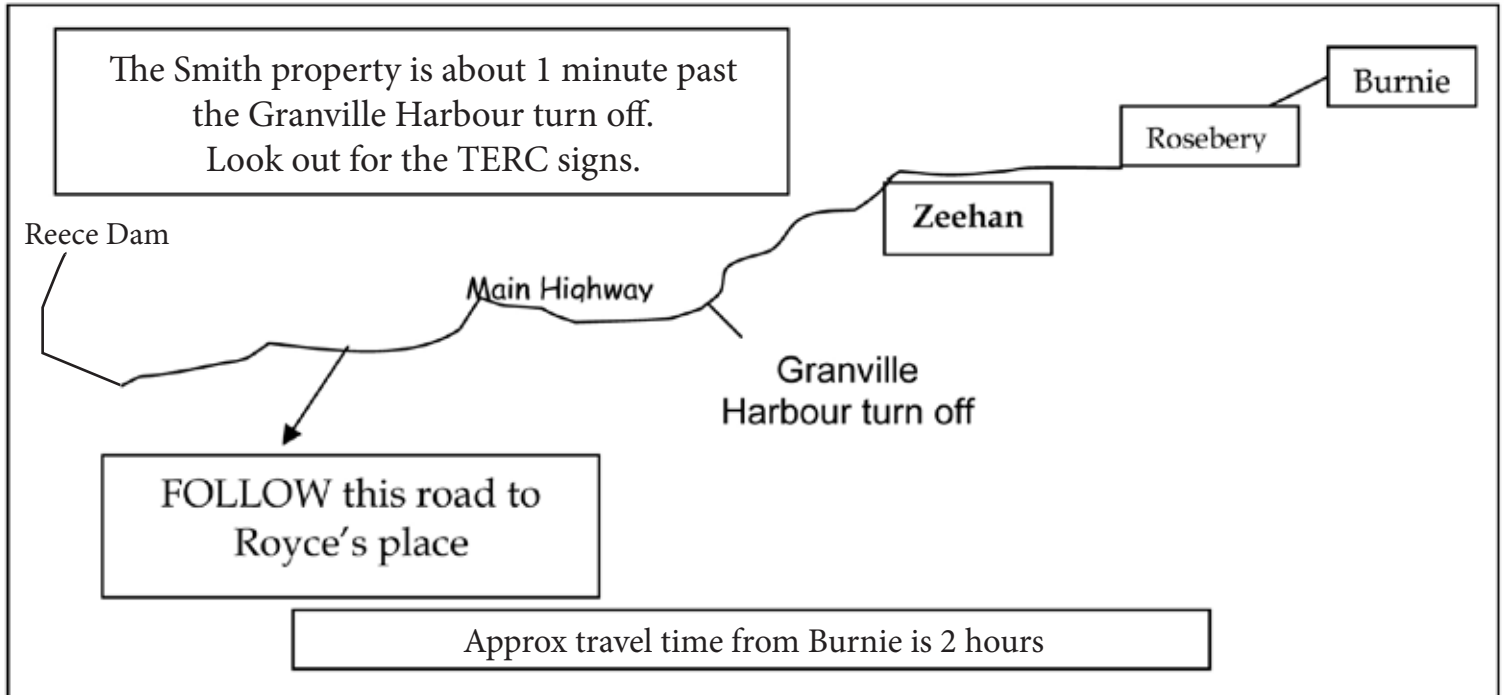 The Smith property is about 1 minute past
the Granville Harbour turn off.
Look out for the TERC signs.
Burnie
Rosebery
Zeehan
Reece Dam
Main Highway
Granville
Harbour turn off
FOLLOW this road to
Royce’s place
Approx travel time from Burnie is 2 hours